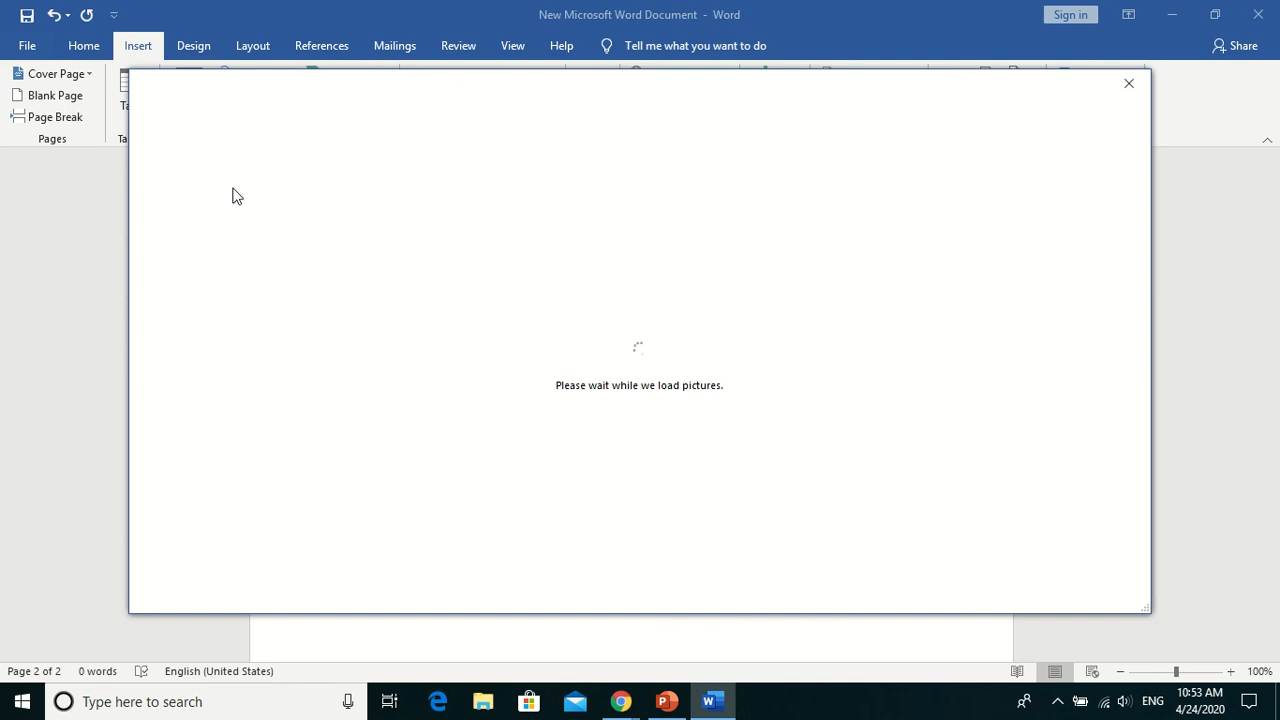 New Microsoft Word Document - Word
Sign in
File
Home
Insert
Design
Layout
References
Mailings
Review
View
Help
Tell me what you want to do
Share
Cover Page
Blank Page
Page Break
Pages
Please wait while we load pictures.
Page 2 of 2
0 words
English (United States)
100%
Type here to search
ENG
10:53 AM
4/24/2020